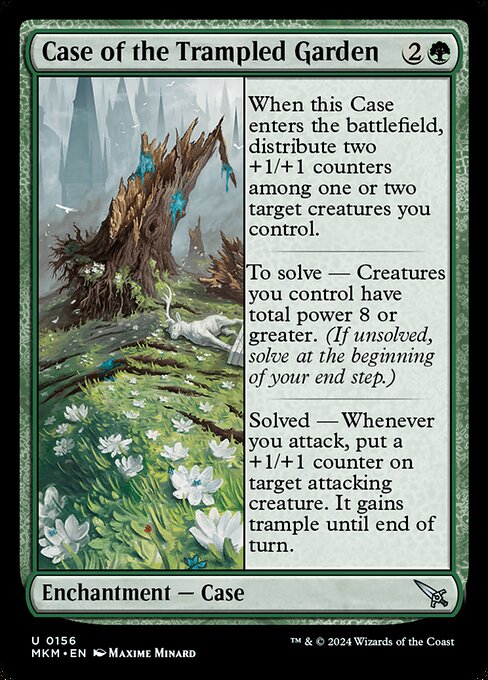 Case of the Trampled Garden 2
When this Case
enters the battlefield,
distribute two
+1/+1 counters
among one or two
target creatures you
control.
To solve — Creatures
you control have
total power 8 or
greater. (If unsolved,
solve at the beginning
of your end step.)
Solved — Whenever
you attack, put a
+1/+1 counter on
target attacking
creature. It gains
trample until end of
turn.
Enchantment — Case
U 0156
MKM • EN Maxime Minard
™ & © 2024 Wizards of the Coast